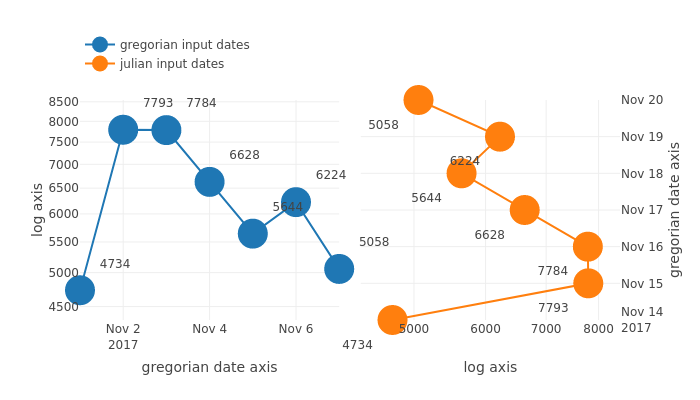 gregorian input dates
julian input dates
8500
8000
7500
7000
6500
6000
5500
5000
4500
log axis
4734
7793
7784
6628
5644
6224
5058
Nov 2
2017
Nov 4
Nov 6
gregorian date axis
5058
6224
5644
6628
7784
7793
4734
5000
6000
7000
8000
log axis
Nov 20
Nov 19
Nov 18
Nov 17
Nov 16
Nov 15
Nov 14
2017
gregorian date axis